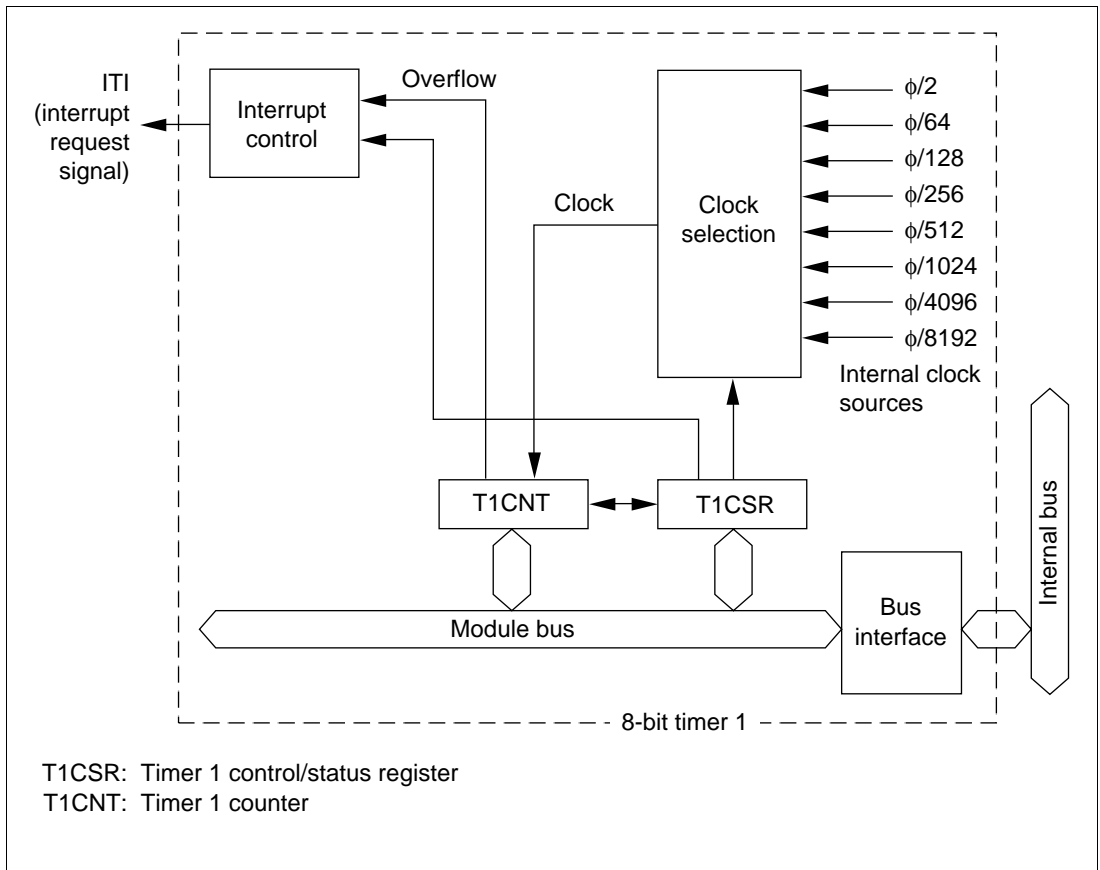 ITI
(interrupt
request
signal)
Interrupt
control
Overflow
Clock
Clock
selection
ϕ/2
ϕ/64
ϕ/128
ϕ/256
ϕ/512
ϕ/1024
ϕ/4096
ϕ/8192
Internal clock
sources
T1CNT
T1CSR
Module bus
Bus
interface
Internal bus
8-bit timer 1
T1CSR: Timer 1 control/status register
T1CNT: Timer 1 counter